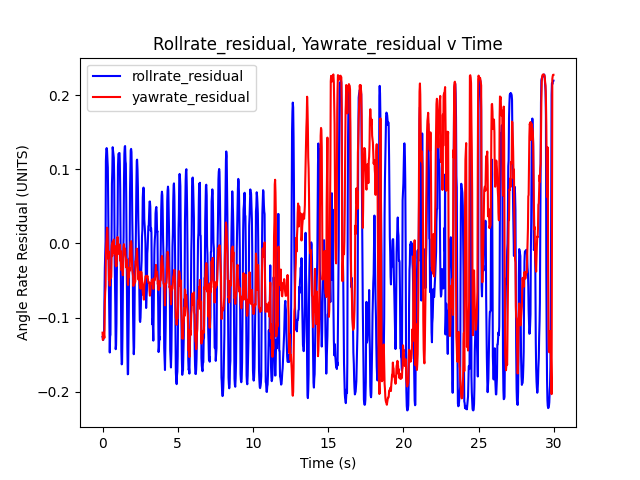 Rollrate_residual, Yawrate_residual v Time
rollrate_residual
yawrate_residual
Angle Rate Residual (UNITS)
0.2
0.1
0.0
−0.1
−0.2
0 5 10 15 20 25 30
Time (s)